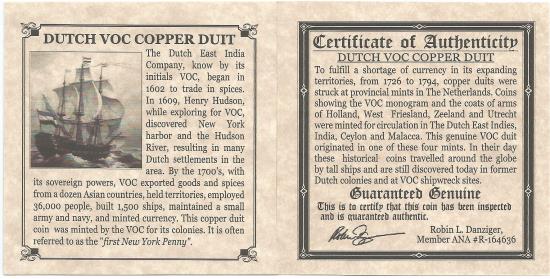 DUTCH VOC COPPER DUIT
The Dutch East India
Company, know by its
initials VOC, began in
1602 to trade in spices.
In 1609, Henry Hudson,
while exploring for VOC,
discovered New York
harbor and the Hudson
River, resulting in many
Dutch settlements in the
area. By the 1700's, with
its sovereign powers, VOC exported goods and spices
from a dozen Asian countries, held territories, employed
36,000 people, built 1,500 ships, maintained a small
army and navy, and minted currency. This copper duit
coin was minted by the VOC for its colonies. It is often
referred to as the "first New York Penny".
Certificate of Authenticity
DUTCH VOC COPPER DUIT
To fulfill a shortage of currency in its expanding
territories, from 1726 to 1794, copper duits were
struck at provincial mints in The Netherlands. Coins
showing the VOC monogram and the coats of arms
of Holland, West Friesland, Zeeland and Utrecht
were minted for circulation in The Dutch East Indies,
India, Ceylon and Malacca. This genuine VOC duit
originated in one of these four mints. In their day
these historical coins travelled around the globe
by tall ships and are still discovered today in former
Dutch colonies and at VOC shipwreck sites.
Guaranteed Genuine
This is to certify that this coin has been inspected
and is guaranteed authentic.
Robin L. Danziger,
Member ANA #R-164636